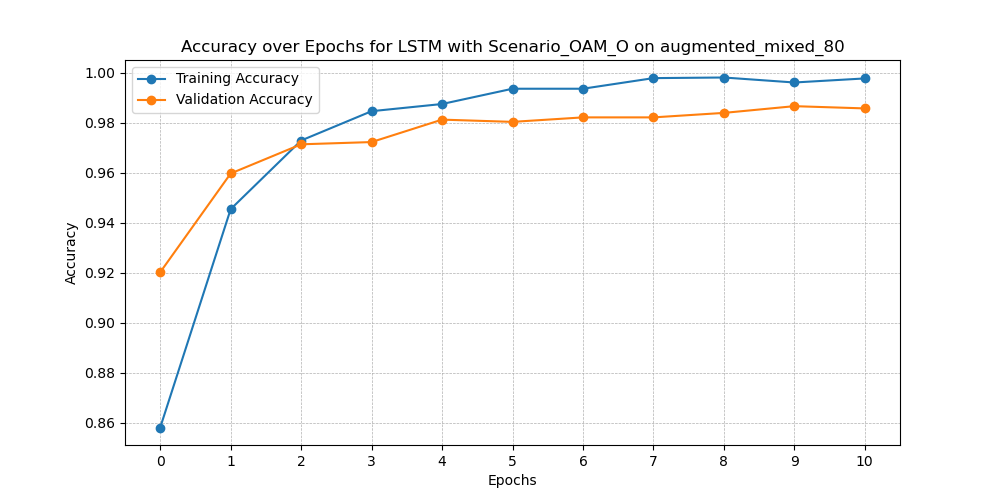 Accuracy over Epochs for LSTM with Scenario_OAM_O on augmented_mixed_80
Training Accuracy
Validation Accuracy
1.00
0.98
0.96
0.94
0.92
0.90
0.88
0.86
Accuracy
0 1 2 3 4 5 6 7 8 9 10
Epochs